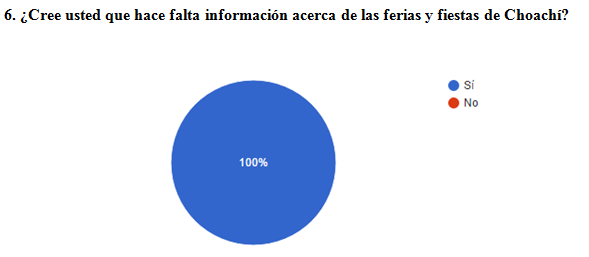 6. ¿Cree usted que hace falta información acerca de las ferias y fiestas de Choachí?
Sí
No
100%